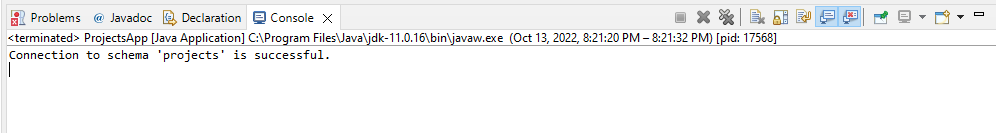 Problems @ Javadoc Declaration Console
<terminated> ProjectsApp [Java Application] C:\Program Files\Java\jdk-11.0.16\bin\javaw.exe (Oct 13, 2022, 8:21:20 PM – 8:21:32 PM) [pid: 17568]
Connection to schema 'projects' is successful.